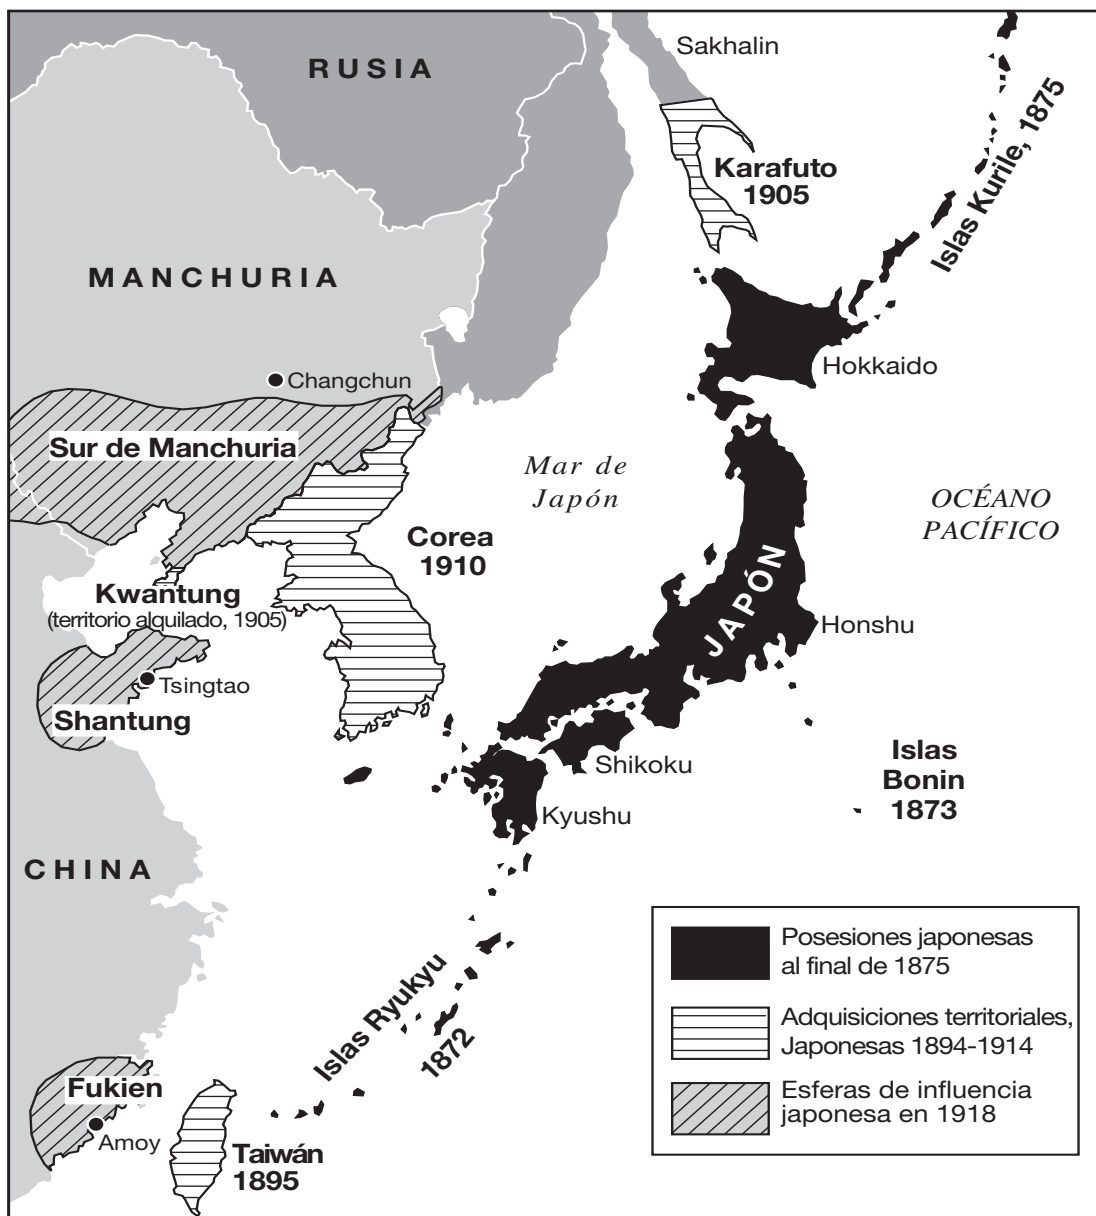 RUSIA
Sakhalin
Islas Kurile, 1875
Karafuto
1905
MANCHURIA
Hokkaido
Changchun
Sur de Manchuria
Mar de
Japón
OCÉANO
PACÍFICO
Corea
1910
JAPÓN
Kwantung
(territorio alquilado, 1905)
Honshu
Tsingtao
Shantung
Islas
Bonin
1873
Shikoku
Kyushu
CHINA
Islas Ryukyu
1872
Fukien
Amoy
Taiwán
1895
Posesiones japonesas
al final de 1875
Adquisiciones territoriales,
Japonesas 1894-1914
Esferas de influencia
japonesa en 1918